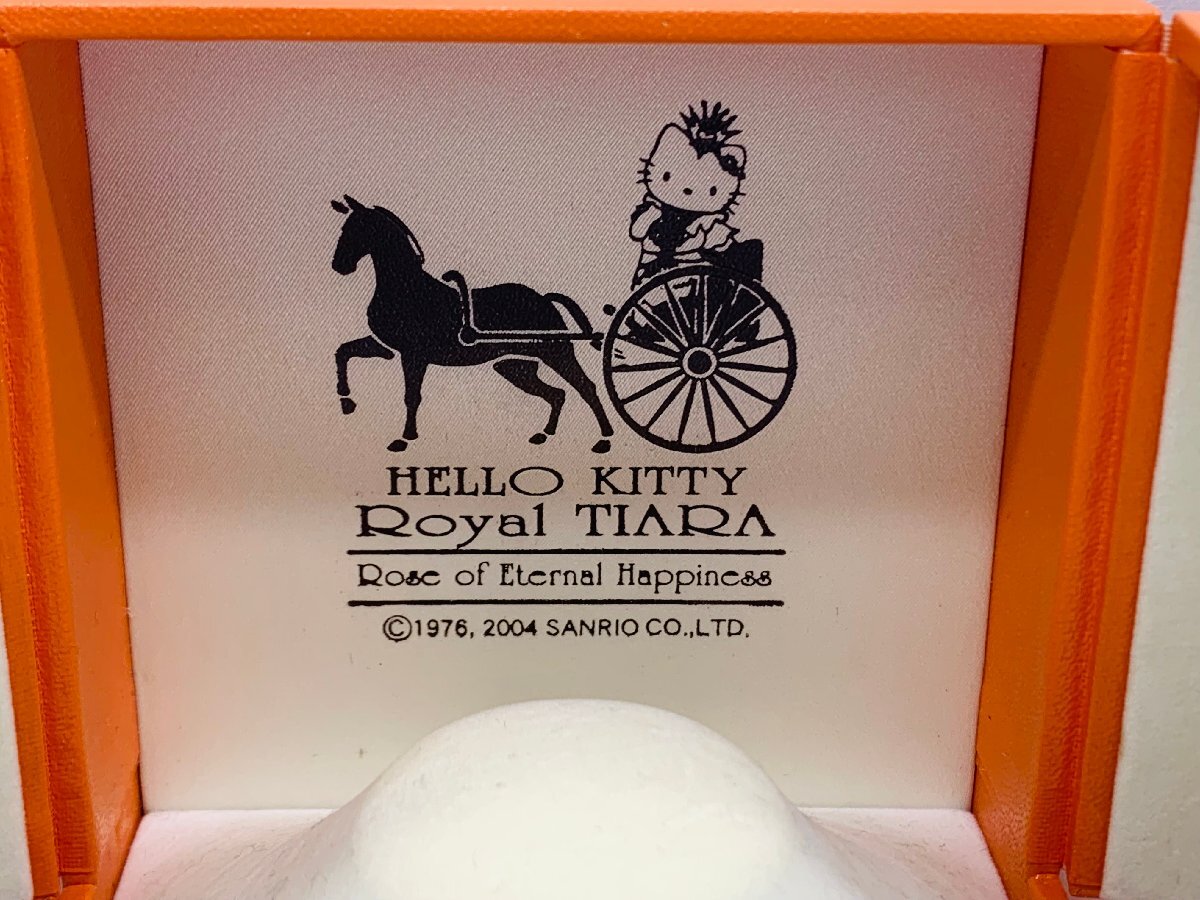 HELLO KITTY
Royal TIARA
Rose of Eternal Happiness
©1976, 2004 SANRIO CO.,LTD.